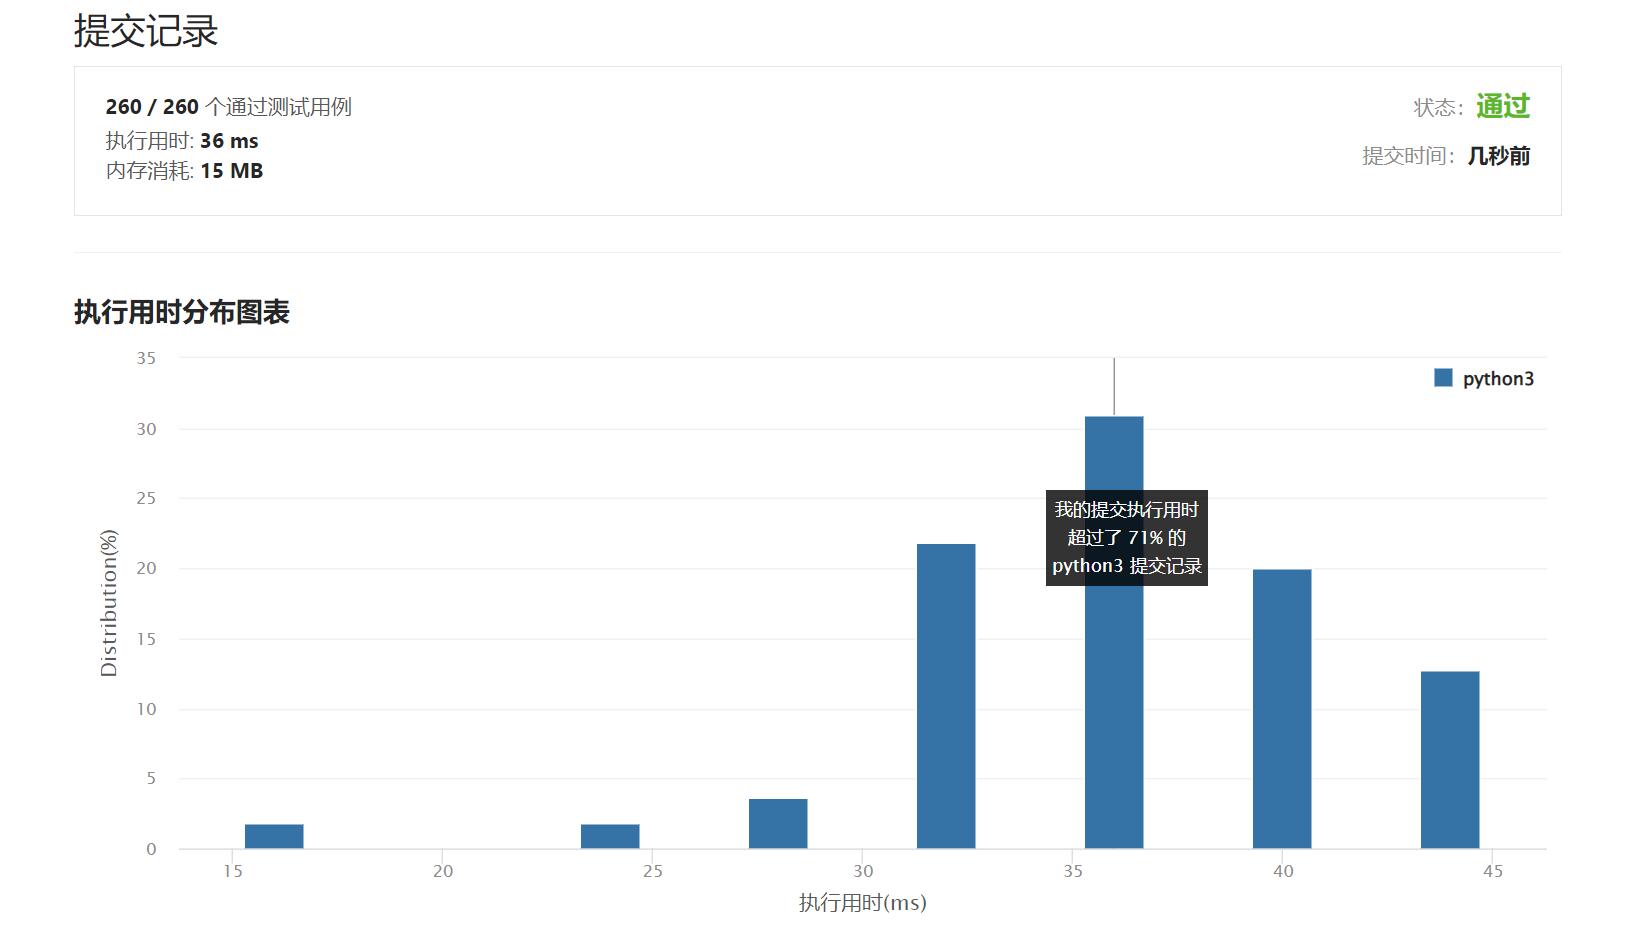 提交记录
260 / 260 个通过测试用例
状态：通过
执行用时: 36 ms
提交时间：几秒前
内存消耗: 15 MB
执行用时分布图表
35
python3
30
25
我的提交执行用时
超过了 71% 的
python3 提交记录
20
Distribution(%)
15
10
5
0
15
20
25
30
35
40
45
执行用时(ms)